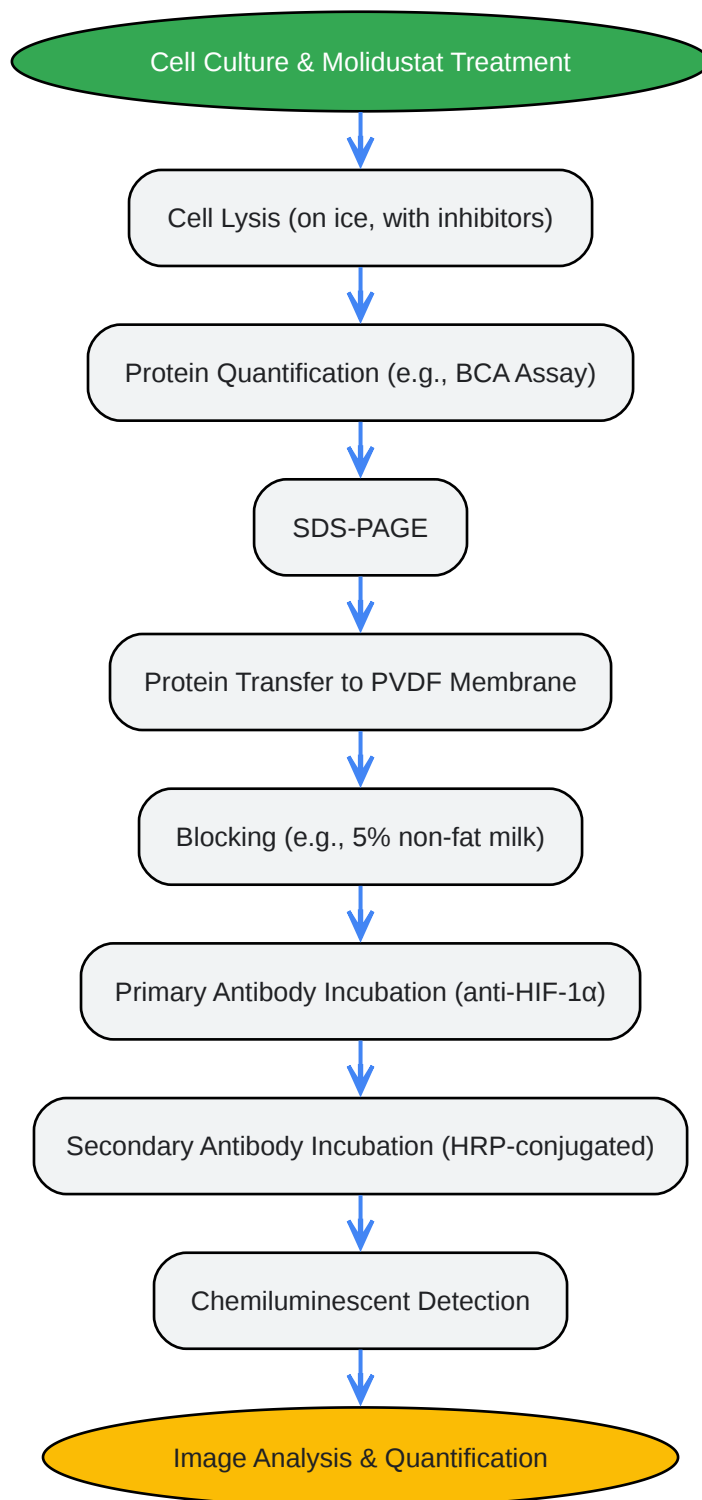 Cell Culture & Molidustat Treatment
Cell Lysis (on ice, with inhibitors)
Protein Quantification (e.g., BCA Assay)
SDS-PAGE
Protein Transfer to PVDF Membrane
Blocking (e.g., 5% non-fat milk)
Primary Antibody Incubation (anti-HIF-1α)
Secondary Antibody Incubation (HRP-conjugated)
Chemiluminescent Detection
Image Analysis & Quantification